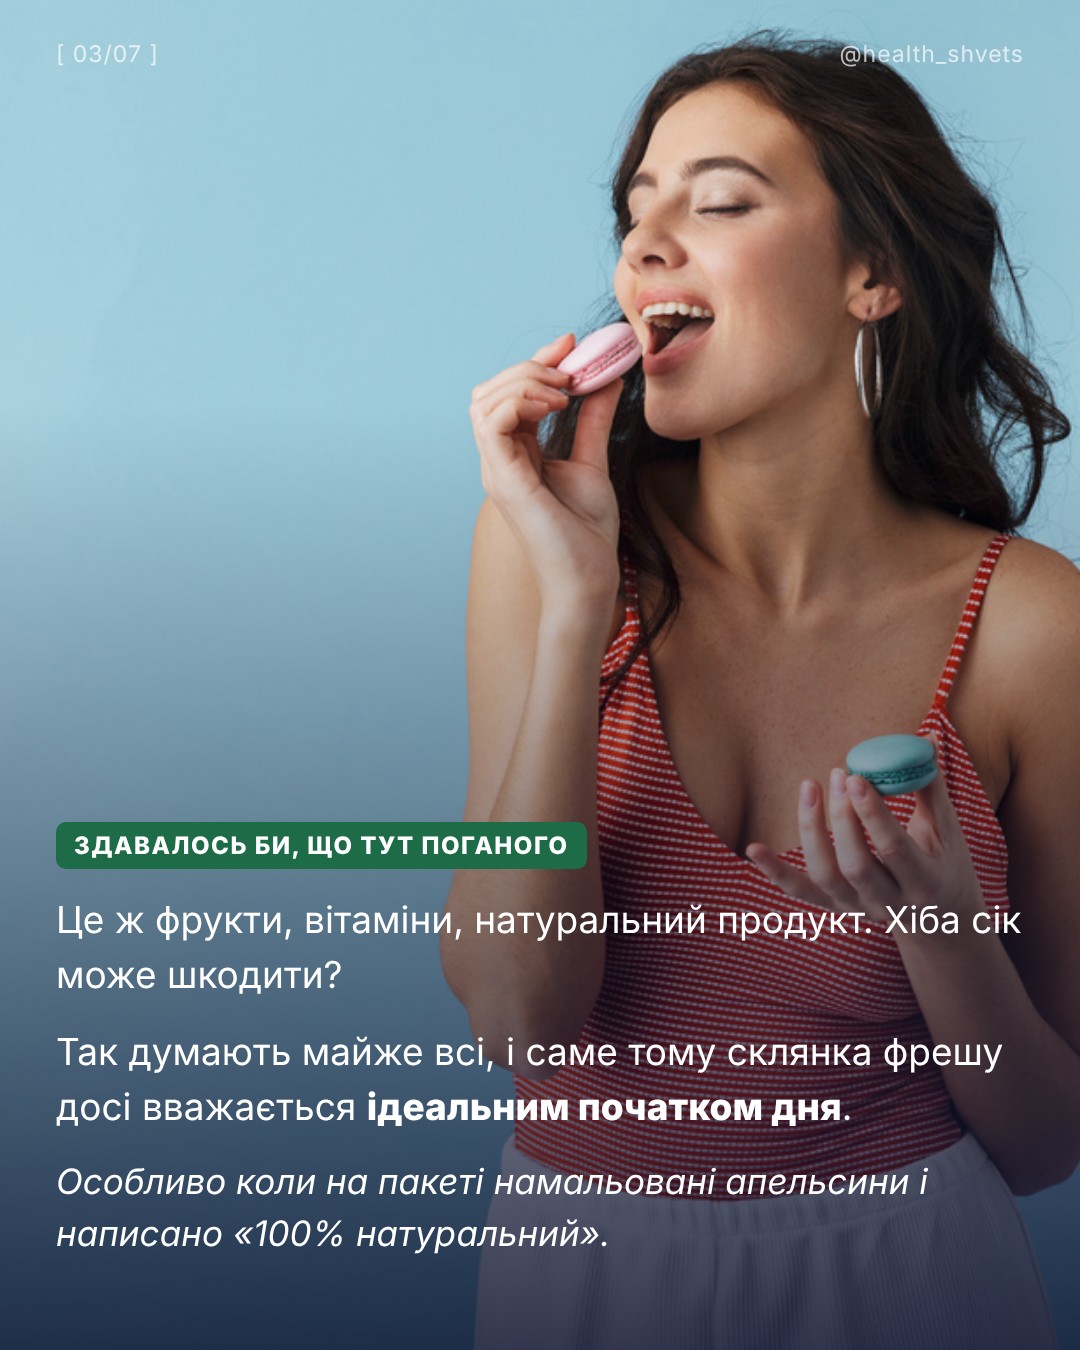 [ 03/07 ]
@health_shvets
ЗДАВАЛОСЬ БИ, ЩО ТУТ ПОГАНОГО
Це ж фрукти, вітаміни, натуральний продукт. Хіба сік
може шкодити?
Так думають майже всі, і саме тому склянка фрешу
досі вважається ідеальним початком дня.
Особливо коли на пакеті намальовані апельсини і
написано «100% натуральний».